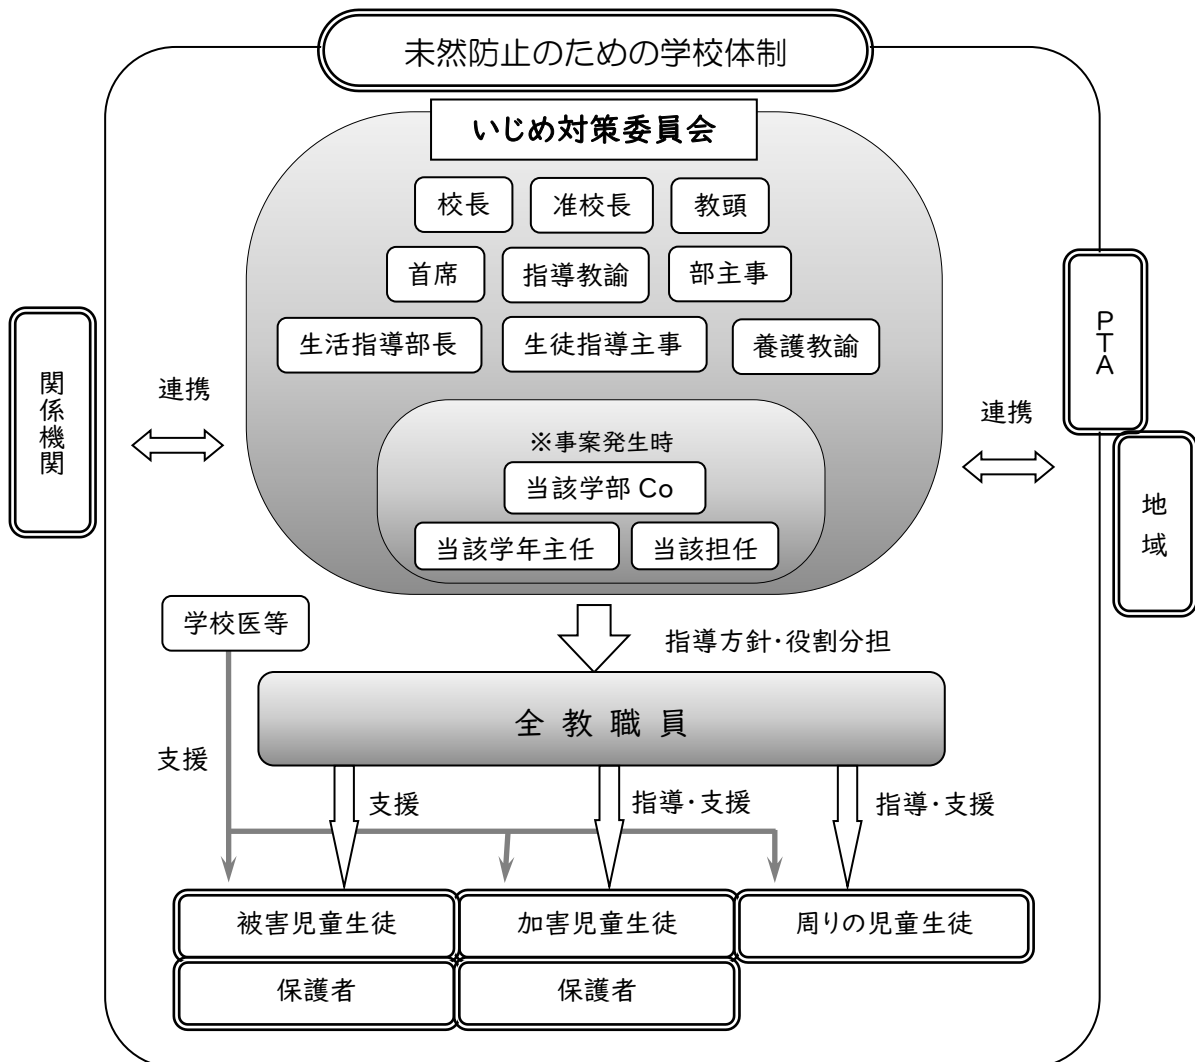 未然防止のための学校体制
いじめ対策委員会
校長
准校長
教頭
首席
指導教諭
部主事
生活指導部長
生徒指導主事
養護教諭
※事案発生時
当該学部 Co
当該学年主任
当該担任
関係機関
連携
連携
PTA
地域
学校医等
指導方針・役割分担
全教職員
支援
支援
指導・支援
指導・支援
被害児童生徒
加害児童生徒
周りの児童生徒
保護者
保護者